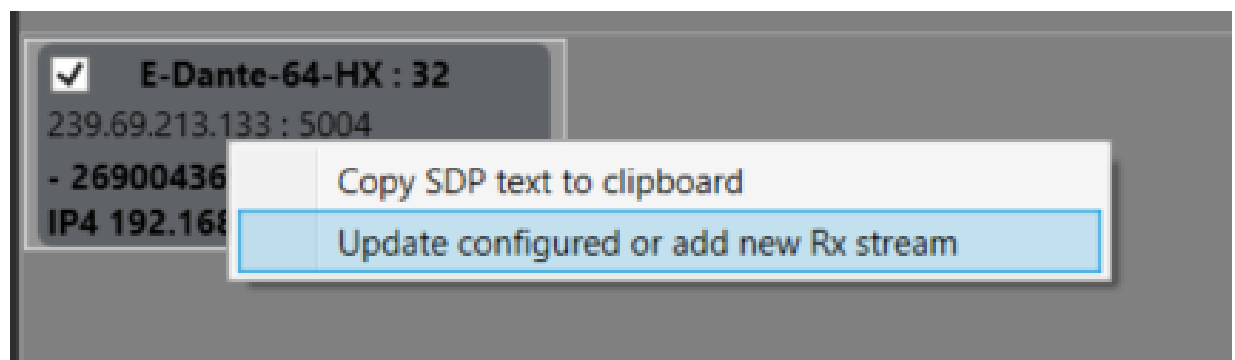 E-Dante-64-HX : 32
239.69.213.133 : 5004
- 26900436
IP4 192.168
Copy SDP text to clipboard
Update configured or add new Rx stream